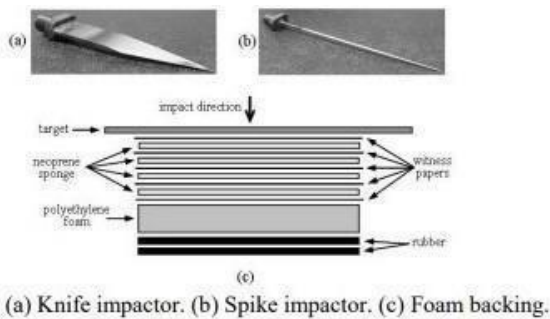 (a)
(b)
impact direction
target
neoprene
sponge
witness
papers
polyethylene
foam
rubber
(c)
(a) Knife impactor. (b) Spike impactor. (c) Foam backing.